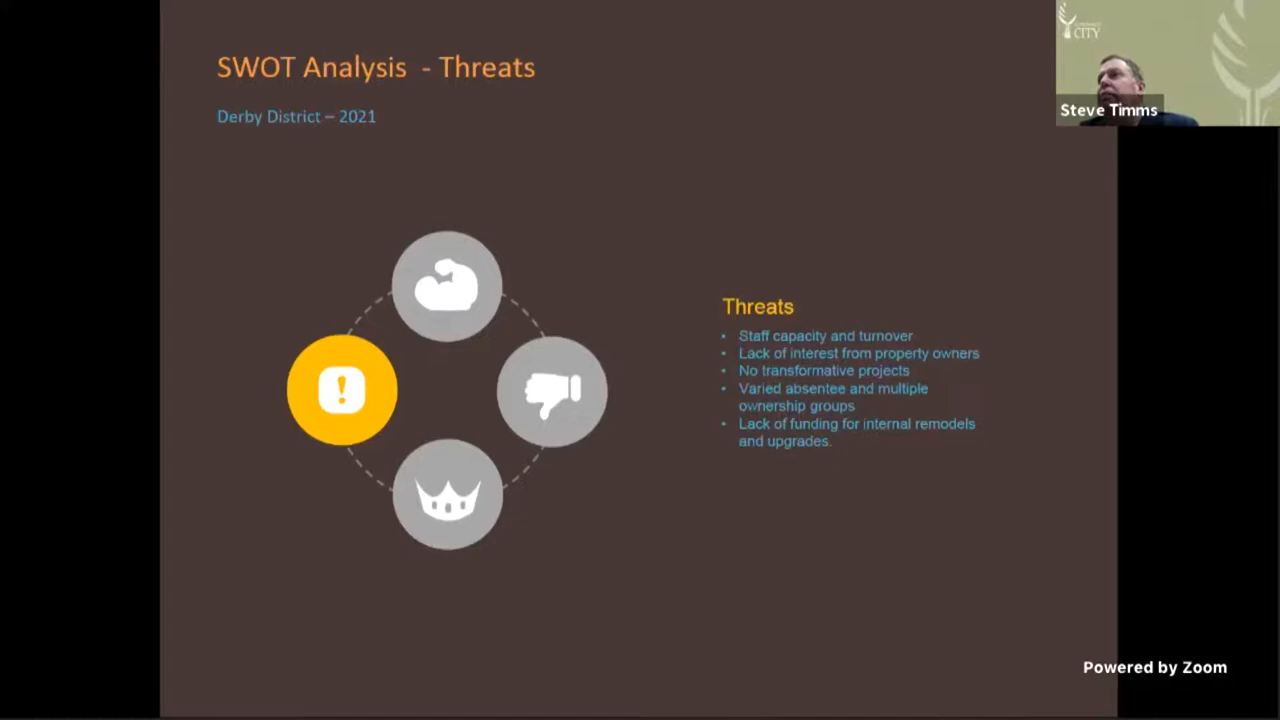 SWOT Analysis - Threats
Derby District – 2021
CITY
Steve Timms
Threats
• Staff capacity and turnover
• Lack of interest from property owners
• No transformative projects
• Varied absentee and multiple
ownership groups
• Lack of funding for internal remodels
and upgrades.
Powered by Zoom